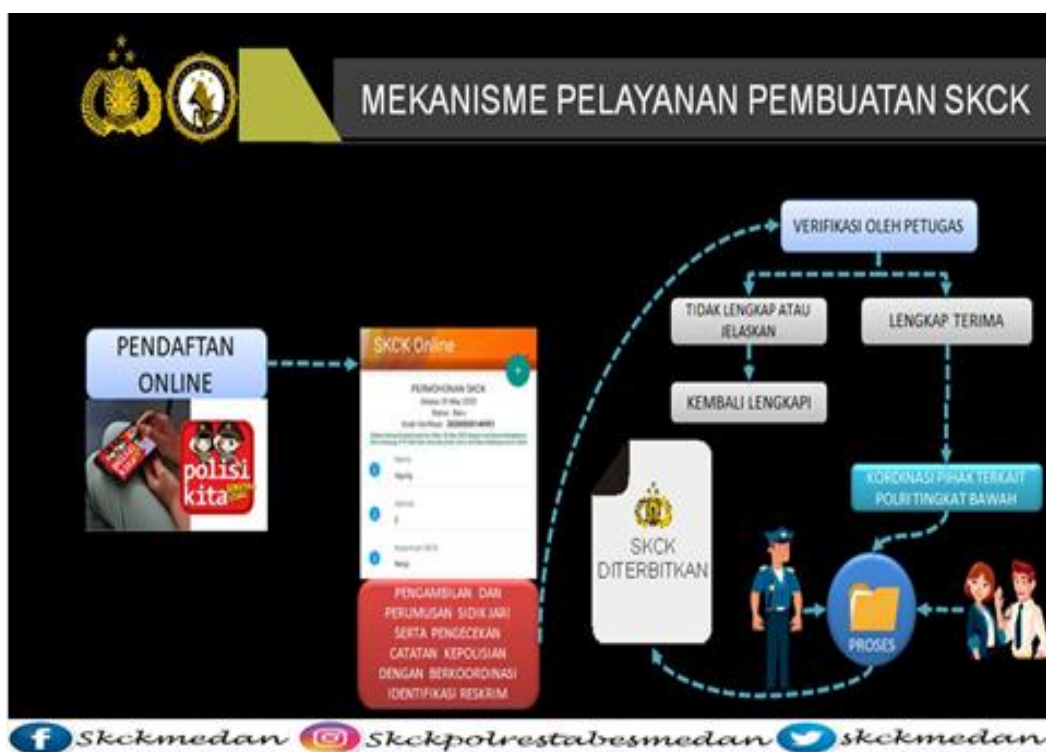 MEKANISME PELAYANAN PEMBUATAN SKCK
PENDAFTAN
ONLINE
polisi
kita
SKCK Online
+
PERMOHONAN SKCK
VERIFIKASI OLEH PETUGAS
TIDAK LENGKAP ATAU
JELASKAN
LENGKAP TERIMA
KEMBALI LENGKAPI
KORDINASI PIHAK TERKAIT
POLRI TINGKAT BAWAH
SKCK
DITERBITKAN
PROSES
PENGAMBILAN DAN
PERUMUSAN SIDIK JARI
SERTA PENGECEKAN
CATATAN KEPOLISIAN
DENGAN BERKOORDINASI
IDENTIFIKASI RESKRIM
Skckmedan
Skckpolrestabesmedan
skckmedan